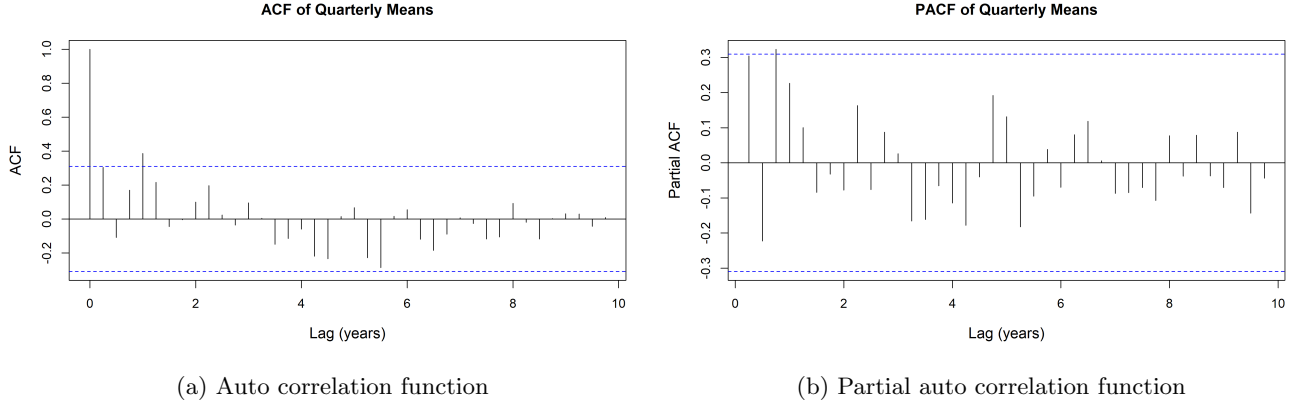 ACF of Quarterly Means
ACF
1.0
0.8
0.6
0.4
0.2
0.0
-0.2
0 2 4 6 8 10
Lag (years)
(a) Auto correlation function
PACF of Quarterly Means
Partial ACF
0.3
0.2
0.1
0.0
-0.1
-0.2
-0.3
0 2 4 6 8 10
Lag (years)
(b) Partial auto correlation function